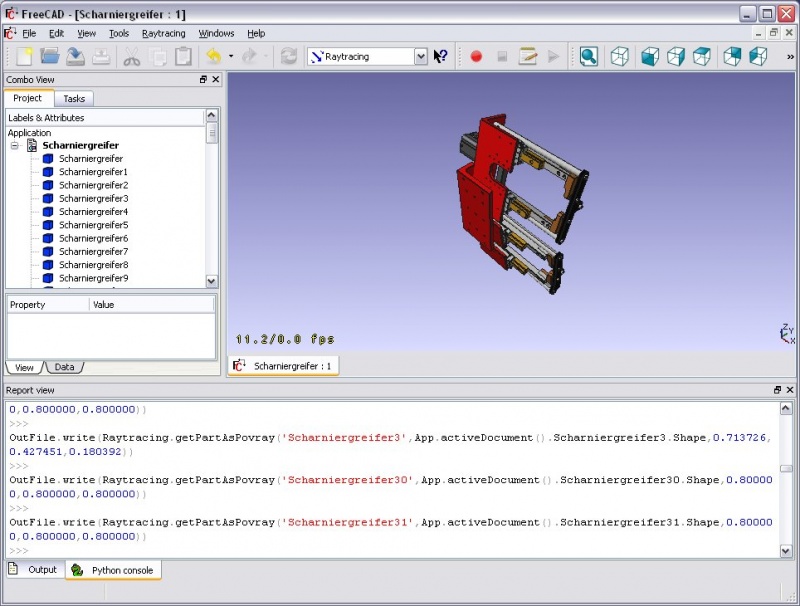 FreeCAD - [Scharniergreifer : 1]
File Edit View Tools Raytracing Windows Help
Raytracing
Combo View
Project Tasks
Labels & Attributes
Application
Scharniergreifer
Scharniergreifer
Scharniergreifer1
Scharniergreifer2
Scharniergreifer3
Scharniergreifer4
Scharniergreifer5
Scharniergreifer6
Scharniergreifer7
Scharniergreifer8
Scharniergreifer9
Property Value
View Data
11.2/0.0 fps
Z
Y
X
Scharniergreifer : 1
Report view
0,0.800000,0.800000))
>>>
OutFile.write(Raytracing.getPartAsPovray('Scharniergreifer3',App.activeDocument().Scharniergreifer3.Shape,0.713726,
0.427451,0.180392))
>>>
OutFile.write(Raytracing.getPartAsPovray('Scharniergreifer30',App.activeDocument().Scharniergreifer30.Shape,0.80000
0,0.800000,0.800000))
>>>
OutFile.write(Raytracing.getPartAsPovray('Scharniergreifer31',App.activeDocument().Scharniergreifer31.Shape,0.80000
0,0.800000,0.800000))
>>>
Output Python console